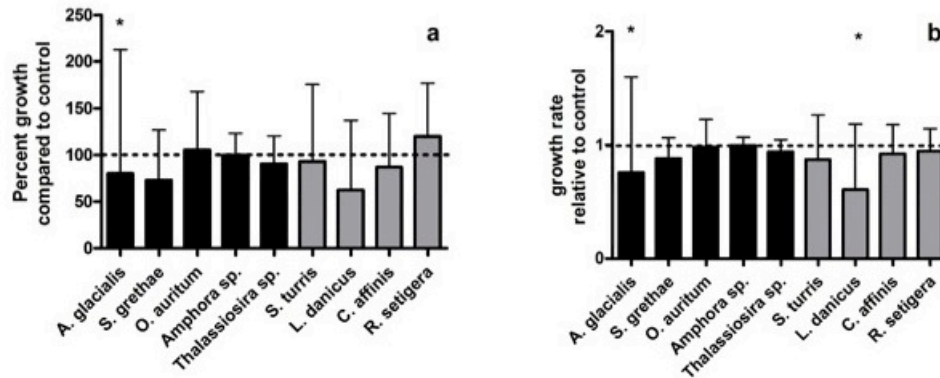 a
Percent growth
compared to control
250
200
150
100
50
0
*
A. glacialis
S. grethae
O. auritum
Amphora sp.
Thalassiosira sp.
S. turris
L. danicus
C. affinis
R. setigera
b
growth rate
relative to control
2
1
0
*
*
A. glacialis
S. grethae
O. auritum
Amphora sp.
Thalassiosira sp.
S. turris
L. danicus
C. affinis
R. setigera